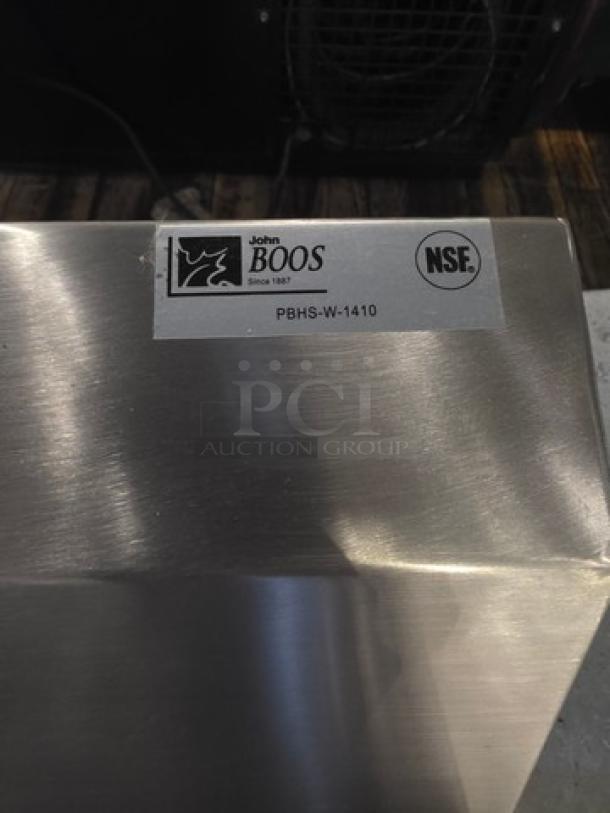 John
BOOS
Since 1887
NSF®
PBHS-W-1410
PCI
AUCTION GROUP